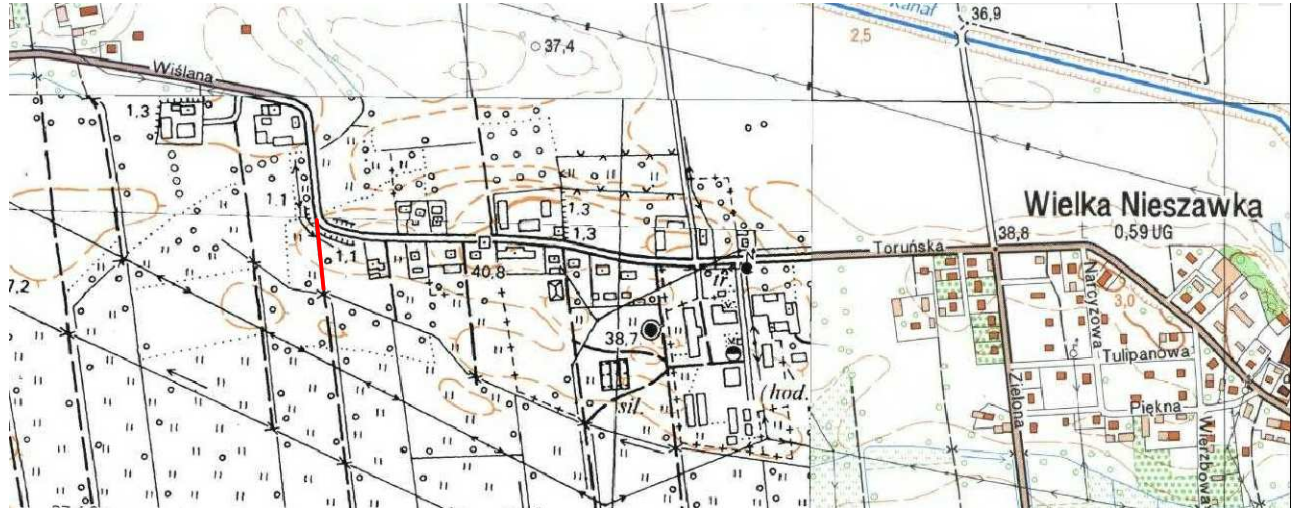 Kanał
36,9
37,4
2,5
Wiślana
1.3
1.1
1.3
1.3
Wielka Nieszawka
0,59 UG
Toruńska
38,8
1.1
40,8
tr.
Narcyzowa
3,0
7.2
38,7
Tulipanowa
sil.
(hod.
Zielona
Piękna
Wierzbowa